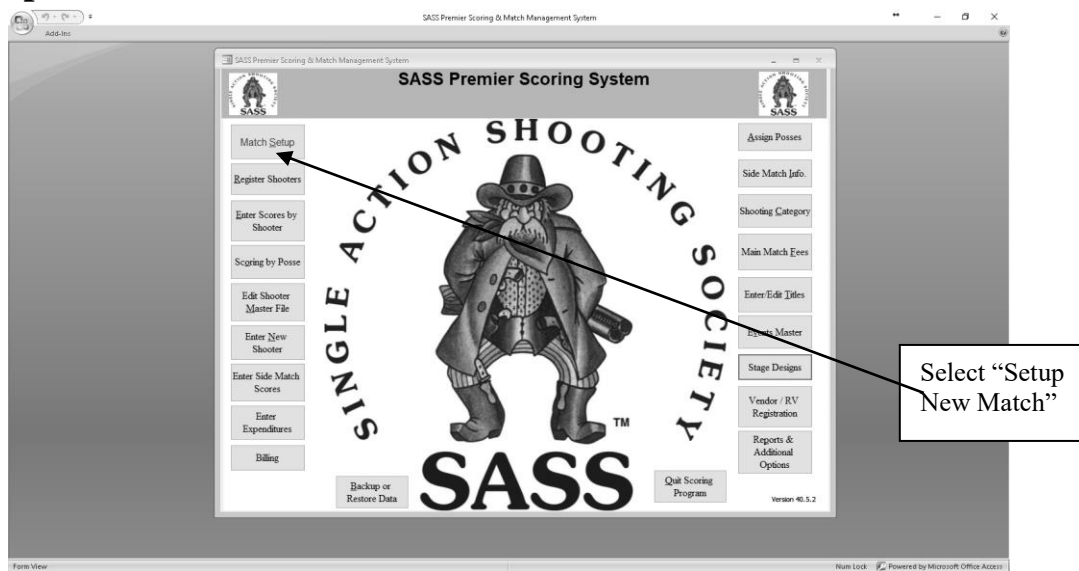 SASS Premier Scoring & Match Management System
Add-Ins
SASS Premier Scoring & Match Management System
SASS Premier Scoring System
SASS
SASS
Match Setup
Register Shooters
Enter Scores by
Shooter
Scoring by Posse
Edit Shooter
Master File
Enter New
Shooter
Enter Side Match
Scores
Enter
Expenditures
Billing
SINGLE ACTION SHOOTING SOCIETY
TM
SASS
Backup or
Restore Data
Quit Scoring
Program
Assign Posses
Side Match Info.
Shooting Category
Main Match Fees
Enter/Edit Titles
Events Master
Stage Designs
Vendor / RV
Registration
Reports &
Additional
Options
Version 40.5.2
Select “Setup
New Match”
Form View
Num Lock
Powered by Microsoft Office Access